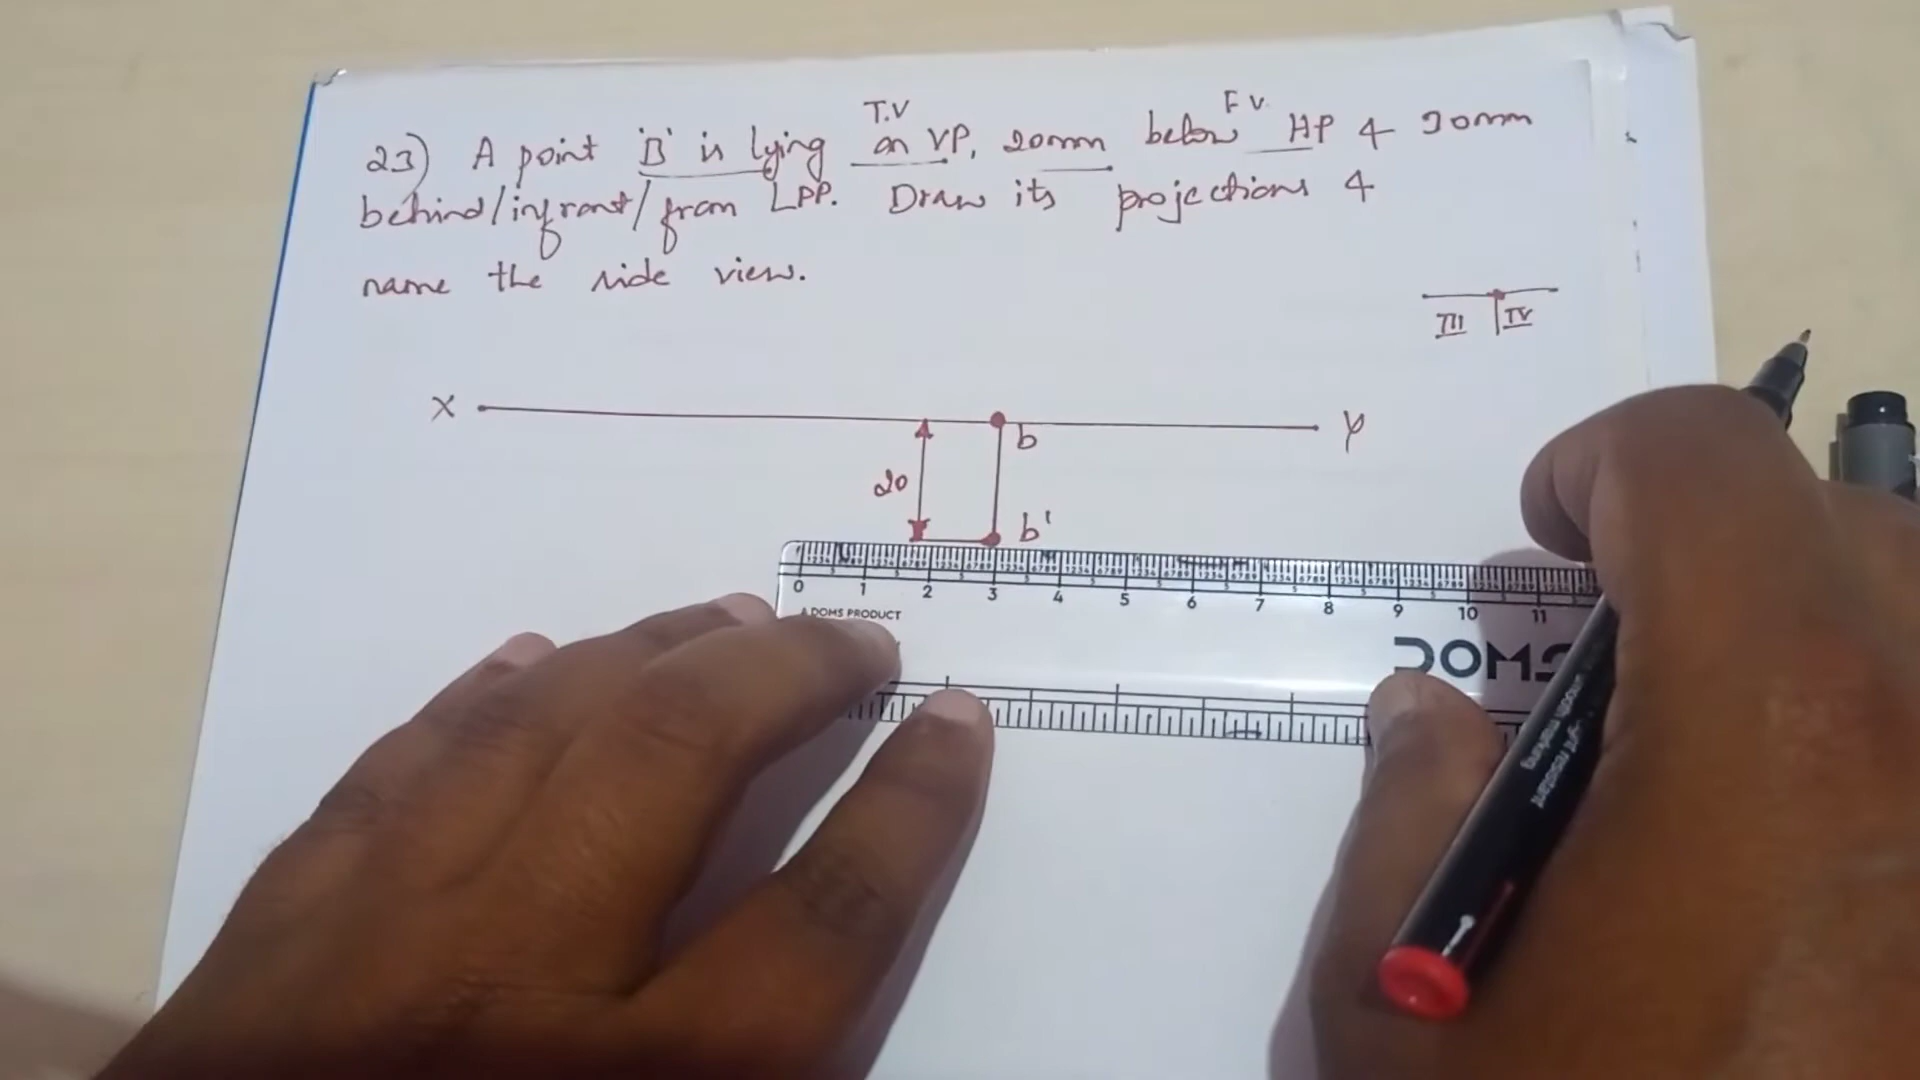 T.V F V.
23) A point 'B' is lying on VP, 20mm below HP & 30mm
behind/infront/from LPP. Draw its projections &
name the side view.
III IV
X b Y
20
b'
0 1 2 3 4 5 6 7 8 9 10 11
A DOMS PRODUCT
DOMS